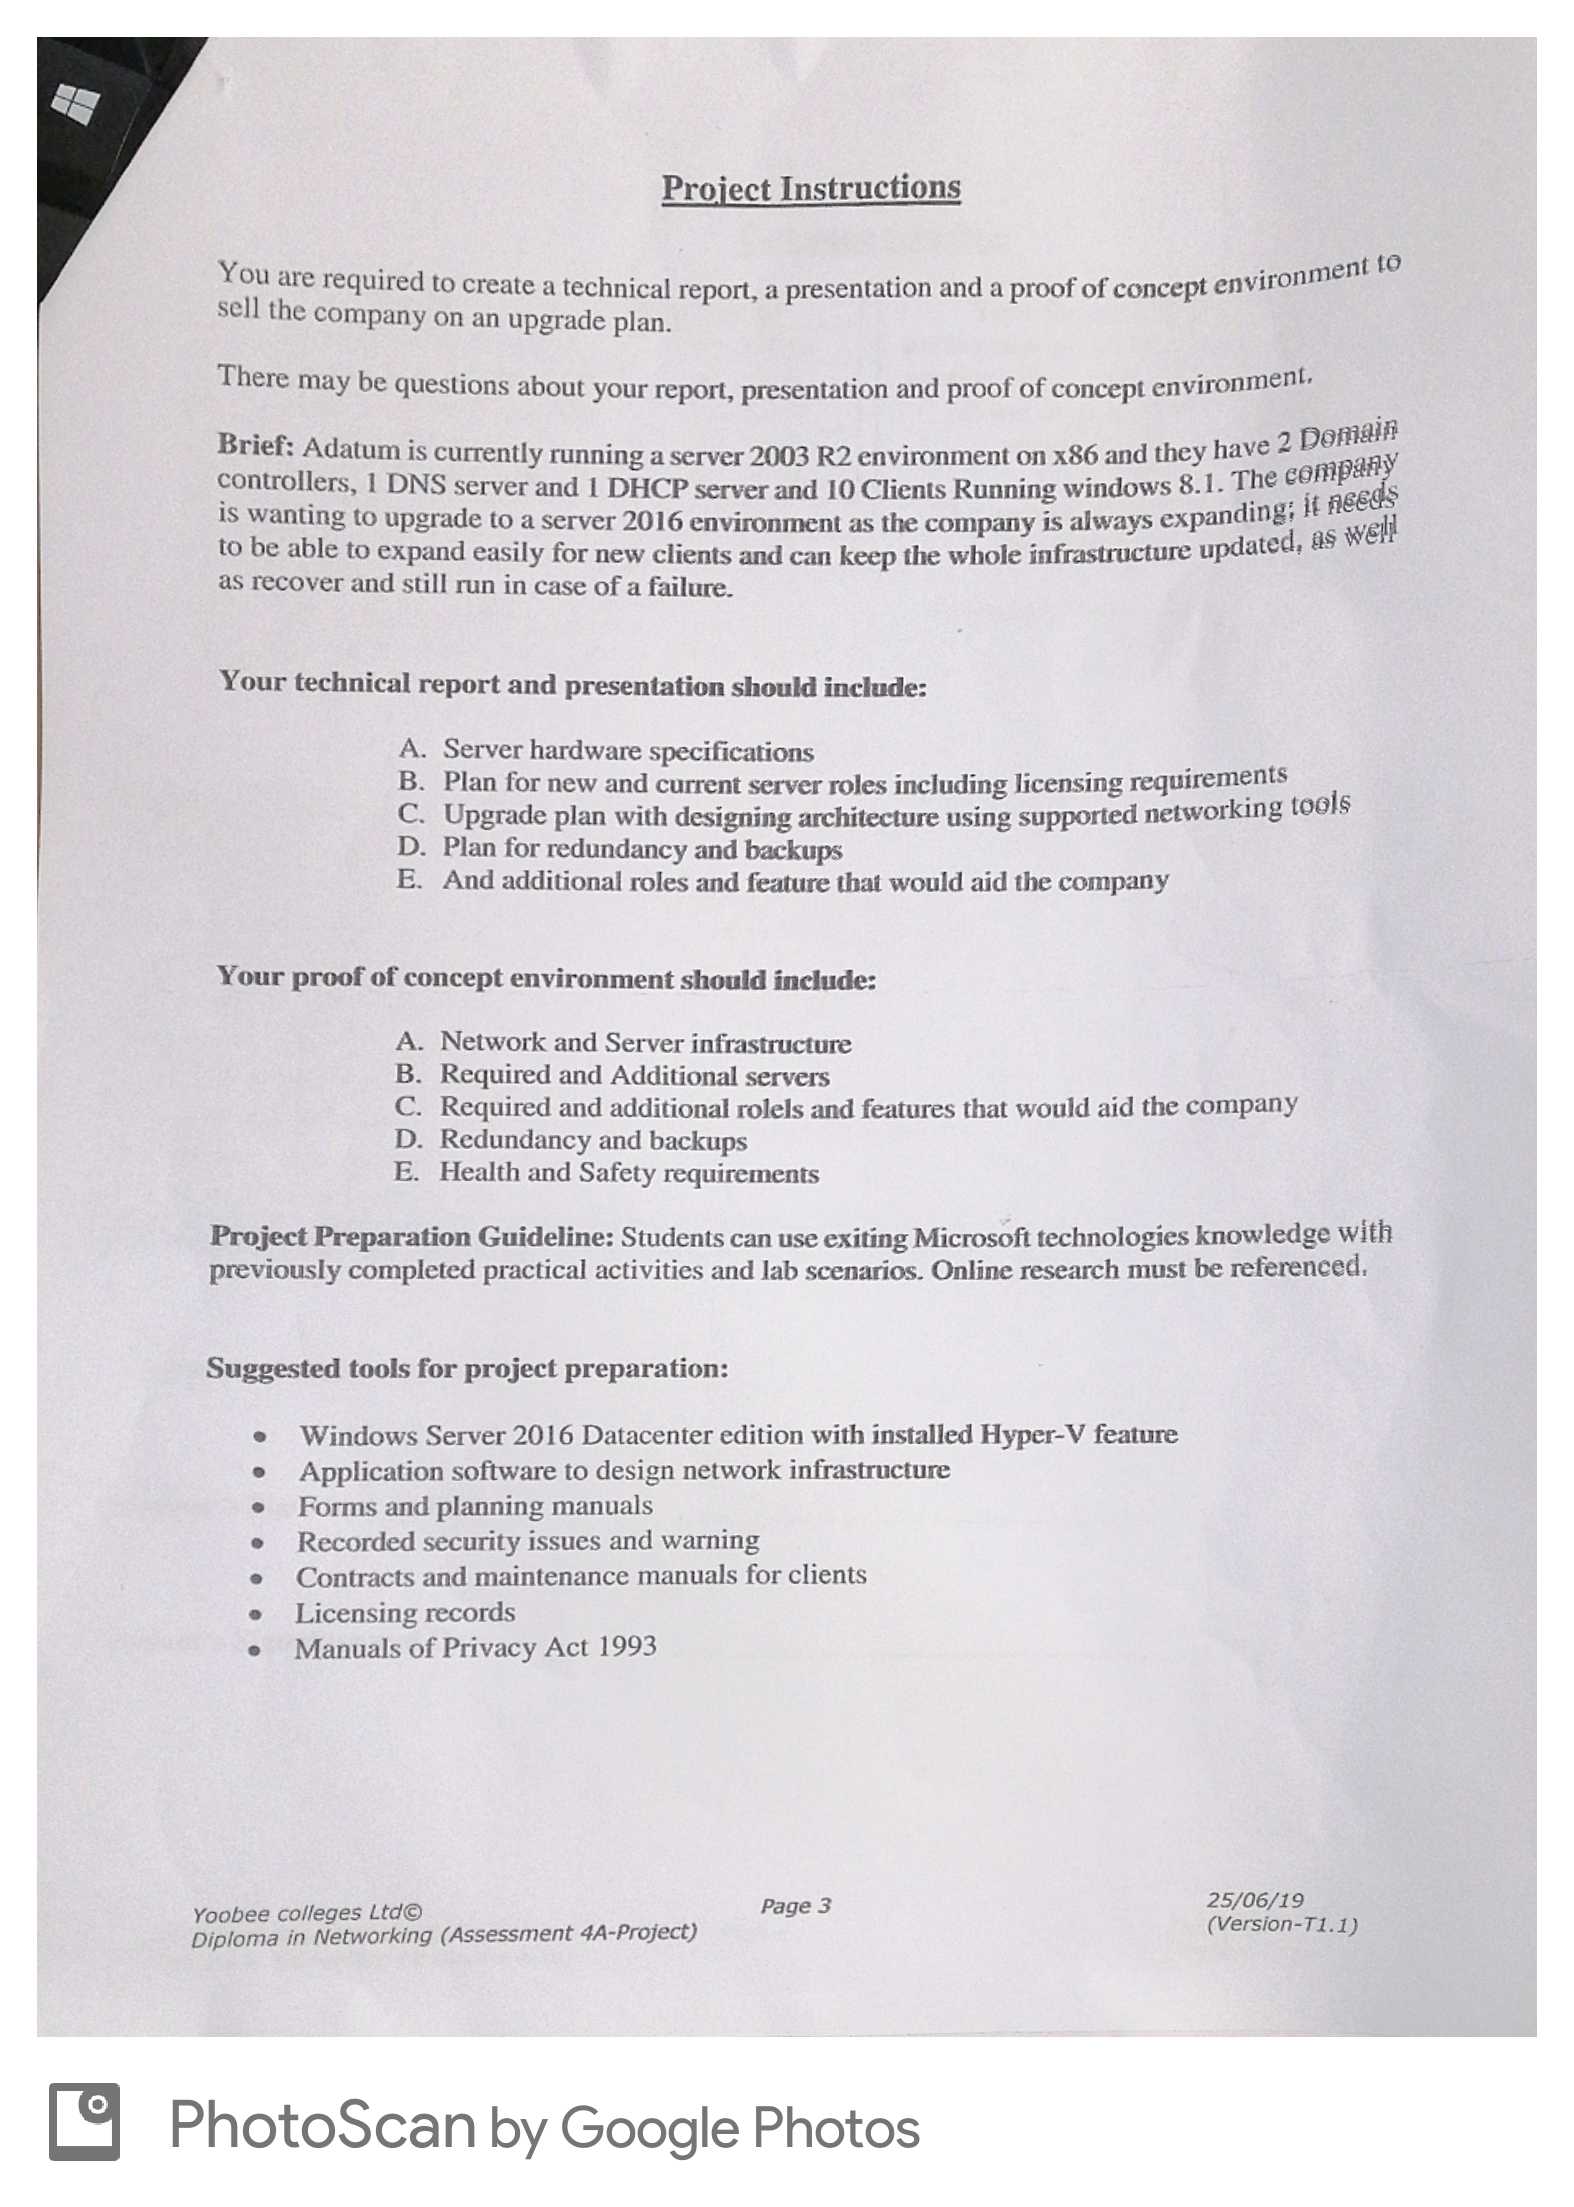 Project Instructions
You are required to create a technical report, a presentation and a proof of concept environment to
sell the company on an upgrade plan.
There may be questions about your report, presentation and proof of concept environment.
Brief: Adatum is currently running a server 2003 R2 environment on x86 and they have 2 Domain
controllers, 1 DNS server and 1 DHCP server and 10 Clients Running windows 8.1. The company
is wanting to upgrade to a server 2016 environment as the company is always expanding; it needs
to be able to expand easily for new clients and can keep the whole infrastructure updated, as well
as recover and still run in case of a failure.
Your technical report and presentation should include:
A. Server hardware specifications
B. Plan for new and current server roles including licensing requirements
C. Upgrade plan with designing architecture using supported networking tools
D. Plan for redundancy and backups
E. And additional roles and feature that would aid the company
Your proof of concept environment should include:
A. Network and Server infrastructure
B. Required and Additional servers
C. Required and additional rolels and features that would aid the company
D. Redundancy and backups
E. Health and Safety requirements
Project Preparation Guideline: Students can use exiting Microsoft technologies knowledge with
previously completed practical activities and lab scenarios. Online research must be referenced.
Suggested tools for project preparation:
• Windows Server 2016 Datacenter edition with installed Hyper-V feature
• Application software to design network infrastructure
• Forms and planning manuals
• Recorded security issues and warning
• Contracts and maintenance manuals for clients
• Licensing records
• Manuals of Privacy Act 1993
Yoobee colleges Ltd© Page 3 25/06/19
Diploma in Networking (Assessment 4A-Project) (Version-T1.1)
PhotoScan by Google Photos